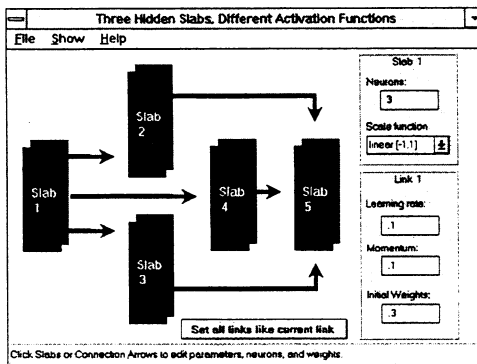 Three Hidden Slabs, Different Activation Functions
File Show Help
Slab 1
Neurons:
3
Scale function
linear [-1,1]
Link 1
Learning rate:
.1
Momentum:
.1
Initial Weights:
.3
Slab
1
Slab
2
Slab
3
Slab
4
Slab
5
Set all links like current link
Click Slabs or Connection Arrows to edit parameters, neurons, and weights.